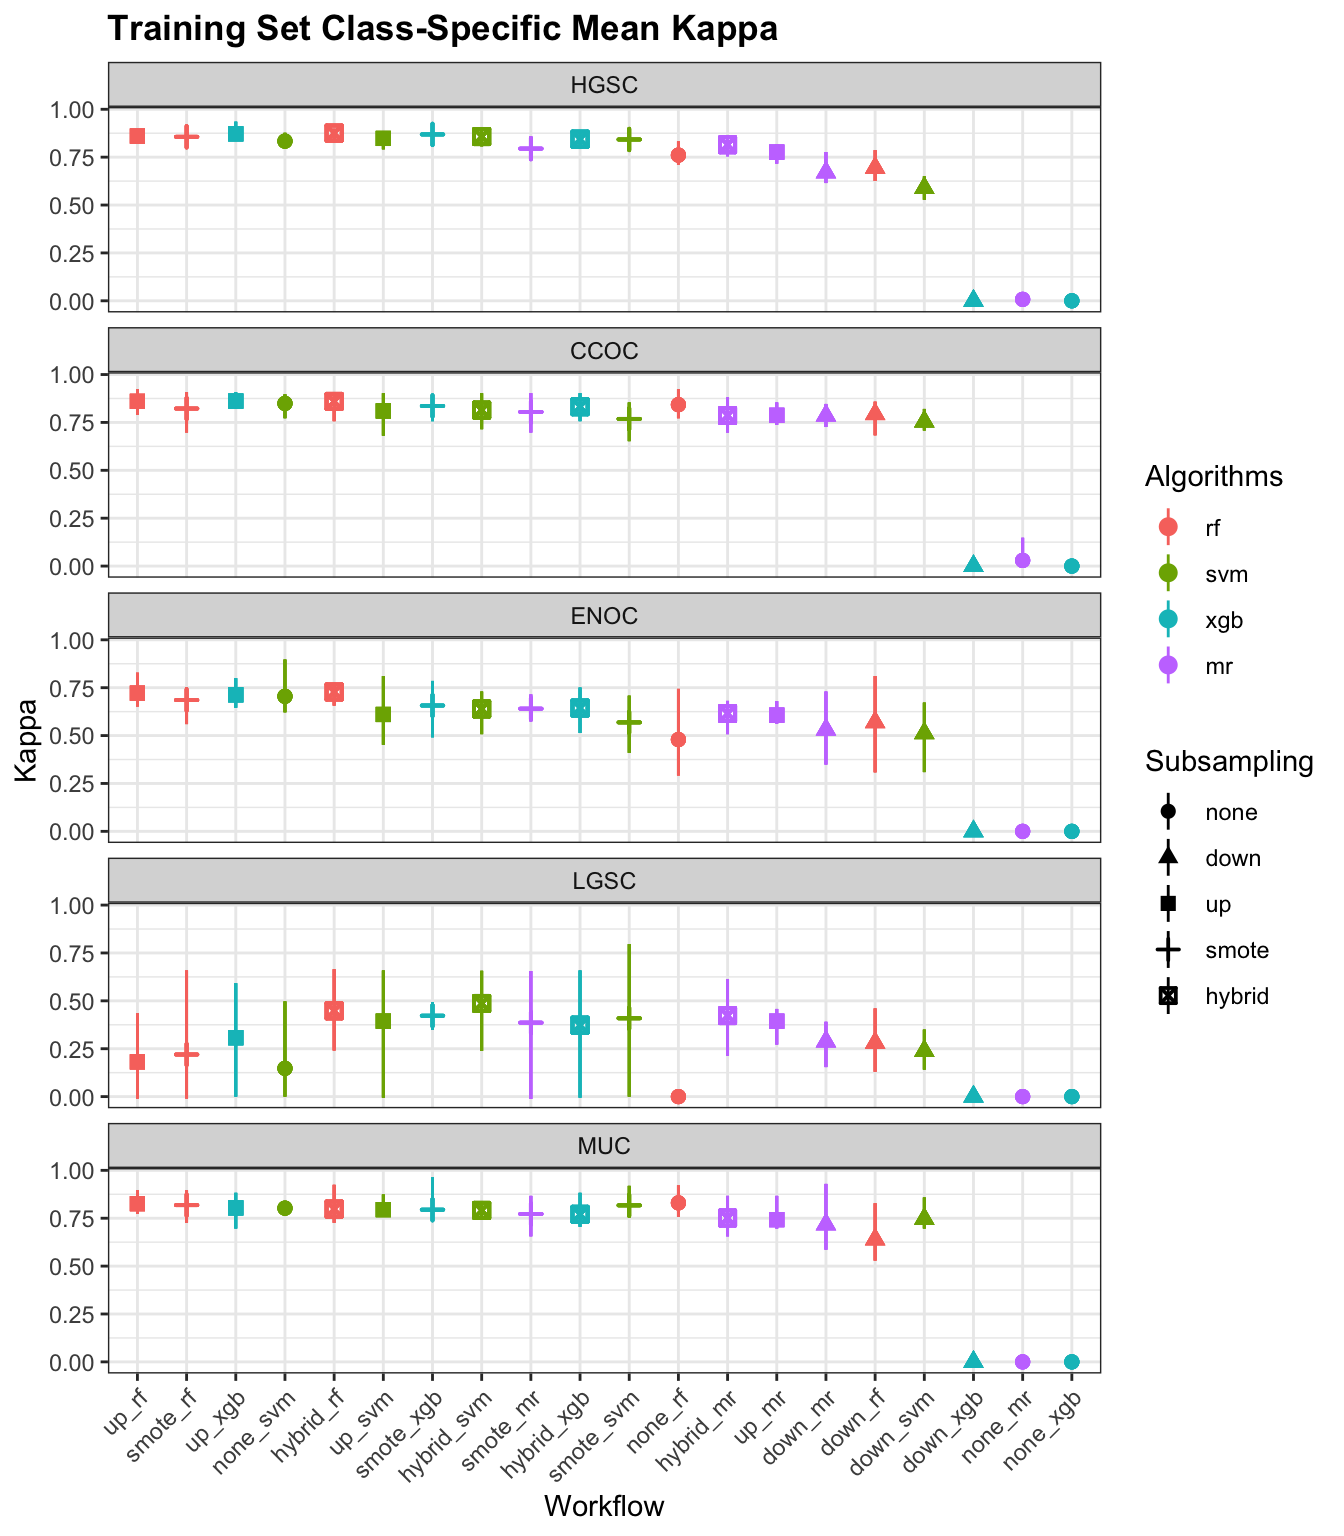 Training Set Class-Specific Mean Kappa
HGSC
1.00
0.75
0.50
0.25
0.00
CCOC
1.00
0.75
0.50
0.25
0.00
ENOC
1.00
0.75
0.50
0.25
0.00
LGSC
1.00
0.75
0.50
0.25
0.00
MUC
1.00
0.75
0.50
0.25
0.00
Kappa
up_rf
smote_rf
up_xgb
none_svm
hybrid_rf
up_svm
smote_xgb
hybrid_svm
smote_mr
hybrid_xgb
smote_svm
none_rf
hybrid_mr
up_mr
down_mr
down_rf
down_svm
down_xgb
none_mr
none_xgb
Workflow
Algorithms
rf
svm
xgb
mr
Subsampling
none
down
up
smote
hybrid